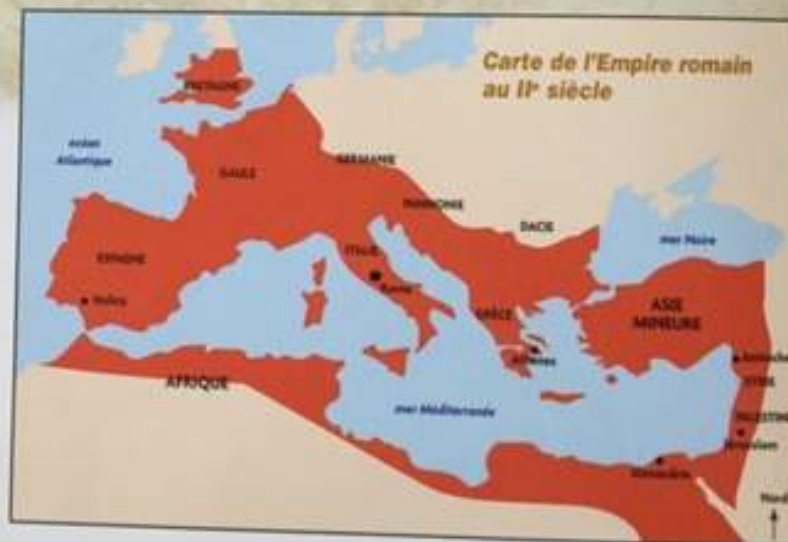 Carte de l'Empire romain
au IIᵉ siècle
BRETAGNE
océan
Atlantique
GAULE
GERMANIE
PANNONIE
DACIE
mer Noire
ITALIE
Rome
ESPAGNE
Italica
GRÈCE
Athènes
ASIE
MINEURE
Antioche
SYRIE
AFRIQUE
mer Méditerranée
PALESTINE
Jérusalem
Alexandrie
Nord